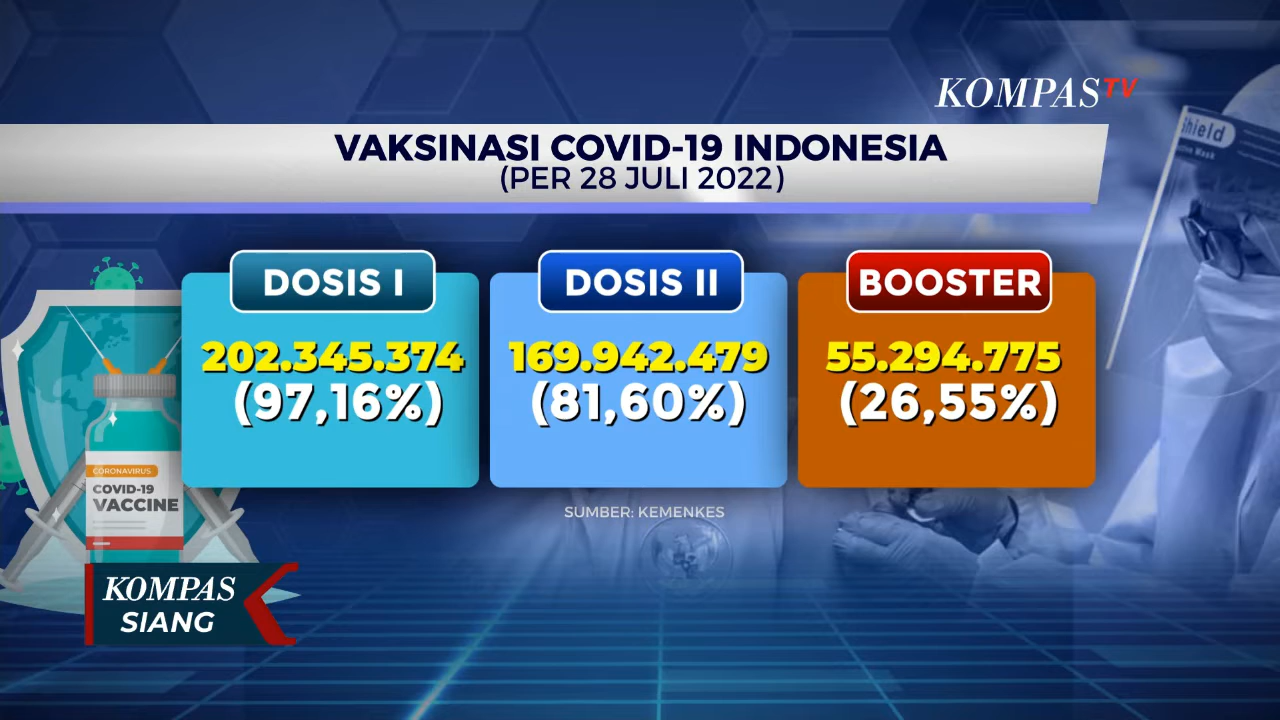 KOMPASTV
VAKSINASI COVID-19 INDONESIA
(PER 28 JULI 2022)
DOSIS I
202.345.374
(97,16%)
DOSIS II
169.942.479
(81,60%)
BOOSTER
55.294.775
(26,55%)
SUMBER: KEMENKES
CORONAVIRUS
COVID-19
VACCINE
KOMPAS
SIANG